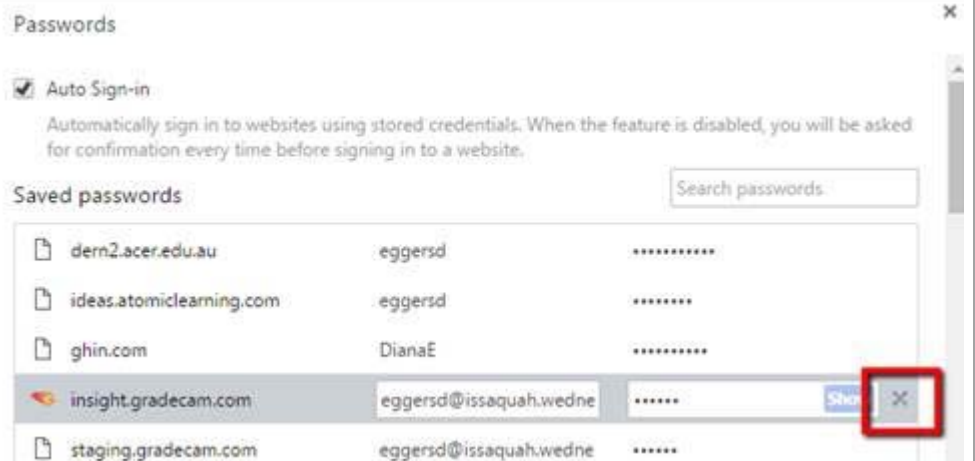 Passwords
Auto Sign-in
Automatically sign in to websites using stored credentials. When the feature is disabled, you will be asked
for confirmation every time before signing in to a website.
Saved passwords Search passwords
dern2.acer.edu.au eggersd •••••••••••
ideas.atomiclearning.com eggersd ••••••••
ghin.com DianaE ••••••••••
insight.gradecam.com eggersd@issaquah.wedne ••••••
staging.gradecam.com eggersd@issaquah.wedne ••••••